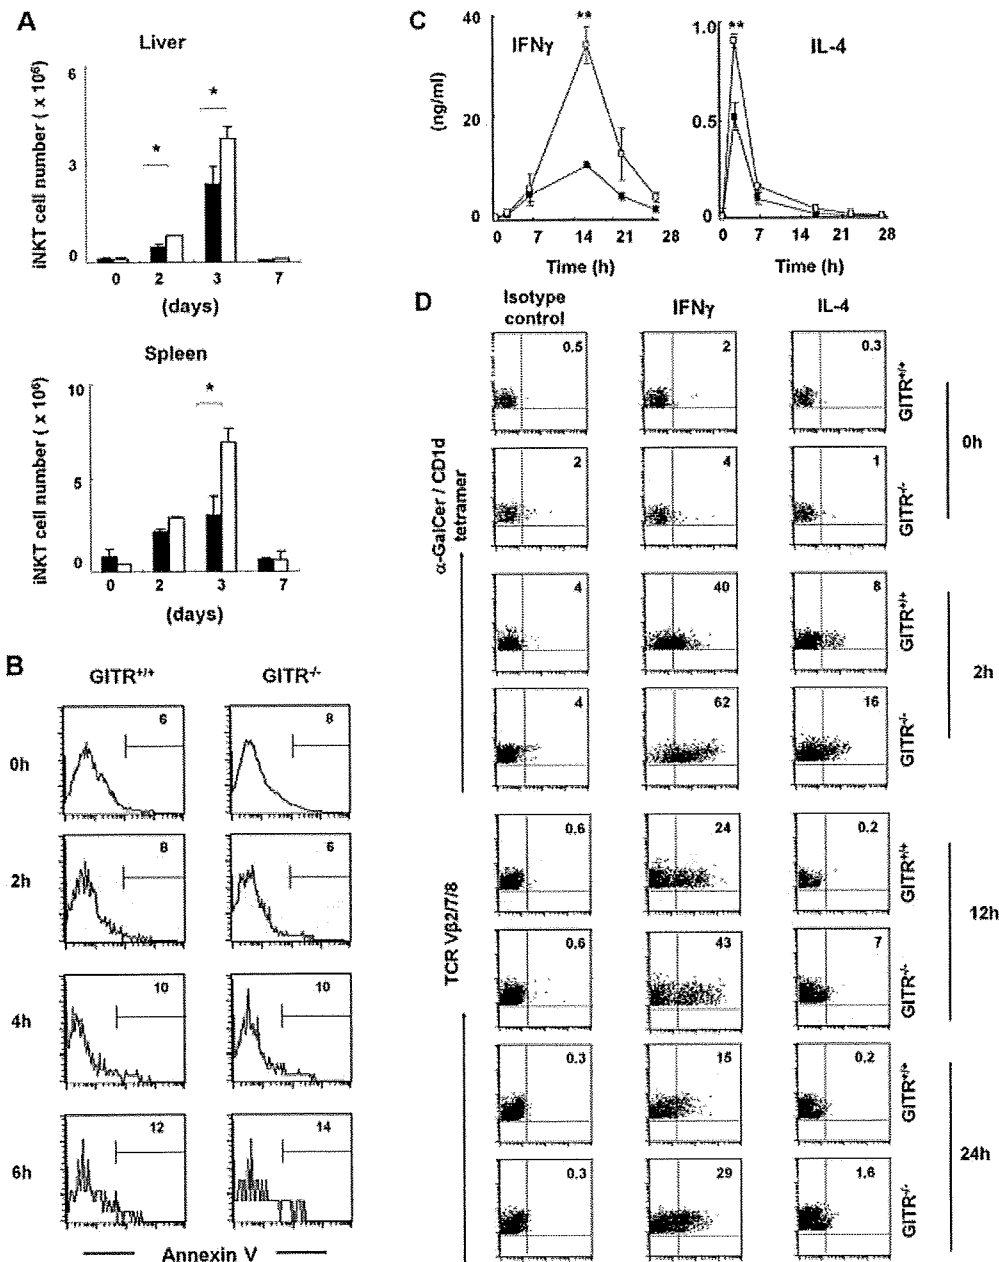 A
Liver
iNKT cell number ( x 10⁶)
6
3
0
*
*
0 2 3 7
(days)
Spleen
iNKT cell number ( x 10⁶)
10
5
0
*
0 2 3 7
(days)
B
GITR+/+ GITR-/-
0h
6 8
2h
8 6
4h
10 10
6h
12 14
Annexin V
C
(ng/ml)
40
20
0
**
IFNγ
0 7 14 21 28
Time (h)
1.0
0.5
0
**
IL-4
0 7 14 21 28
Time (h)
D
Isotype
control
IFNγ
IL-4
α-GalCer / CD1d
tetramer
0.5 2 0.3 GITR+/+
0h
2 4 1 GITR-/-
4 40 8 GITR+/+
2h
4 62 16 GITR-/-
TCR Vβ2/7/8
0.6 24 0.2 GITR+/+
12h
0.6 43 7 GITR-/-
0.3 15 0.2 GITR+/+
24h
0.3 29 1.6 GITR-/-